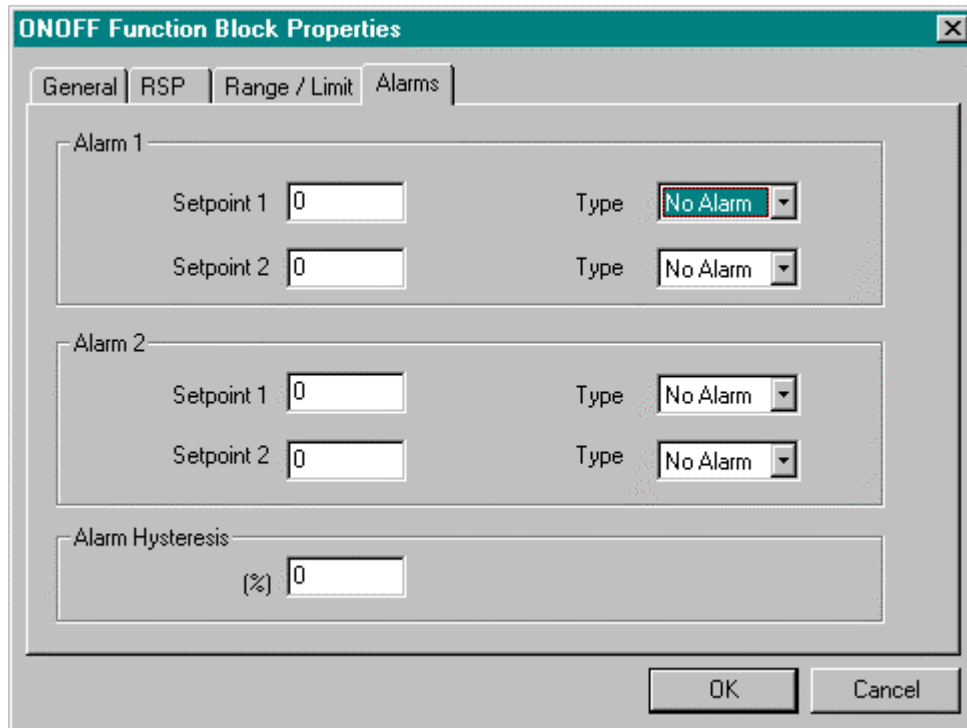 ONOFF Function Block Properties
General RSP Range / Limit Alarms
Alarm 1
Setpoint 1 0 Type No Alarm
Setpoint 2 0 Type No Alarm
Alarm 2
Setpoint 1 0 Type No Alarm
Setpoint 2 0 Type No Alarm
Alarm Hysteresis
(%) 0
OK Cancel